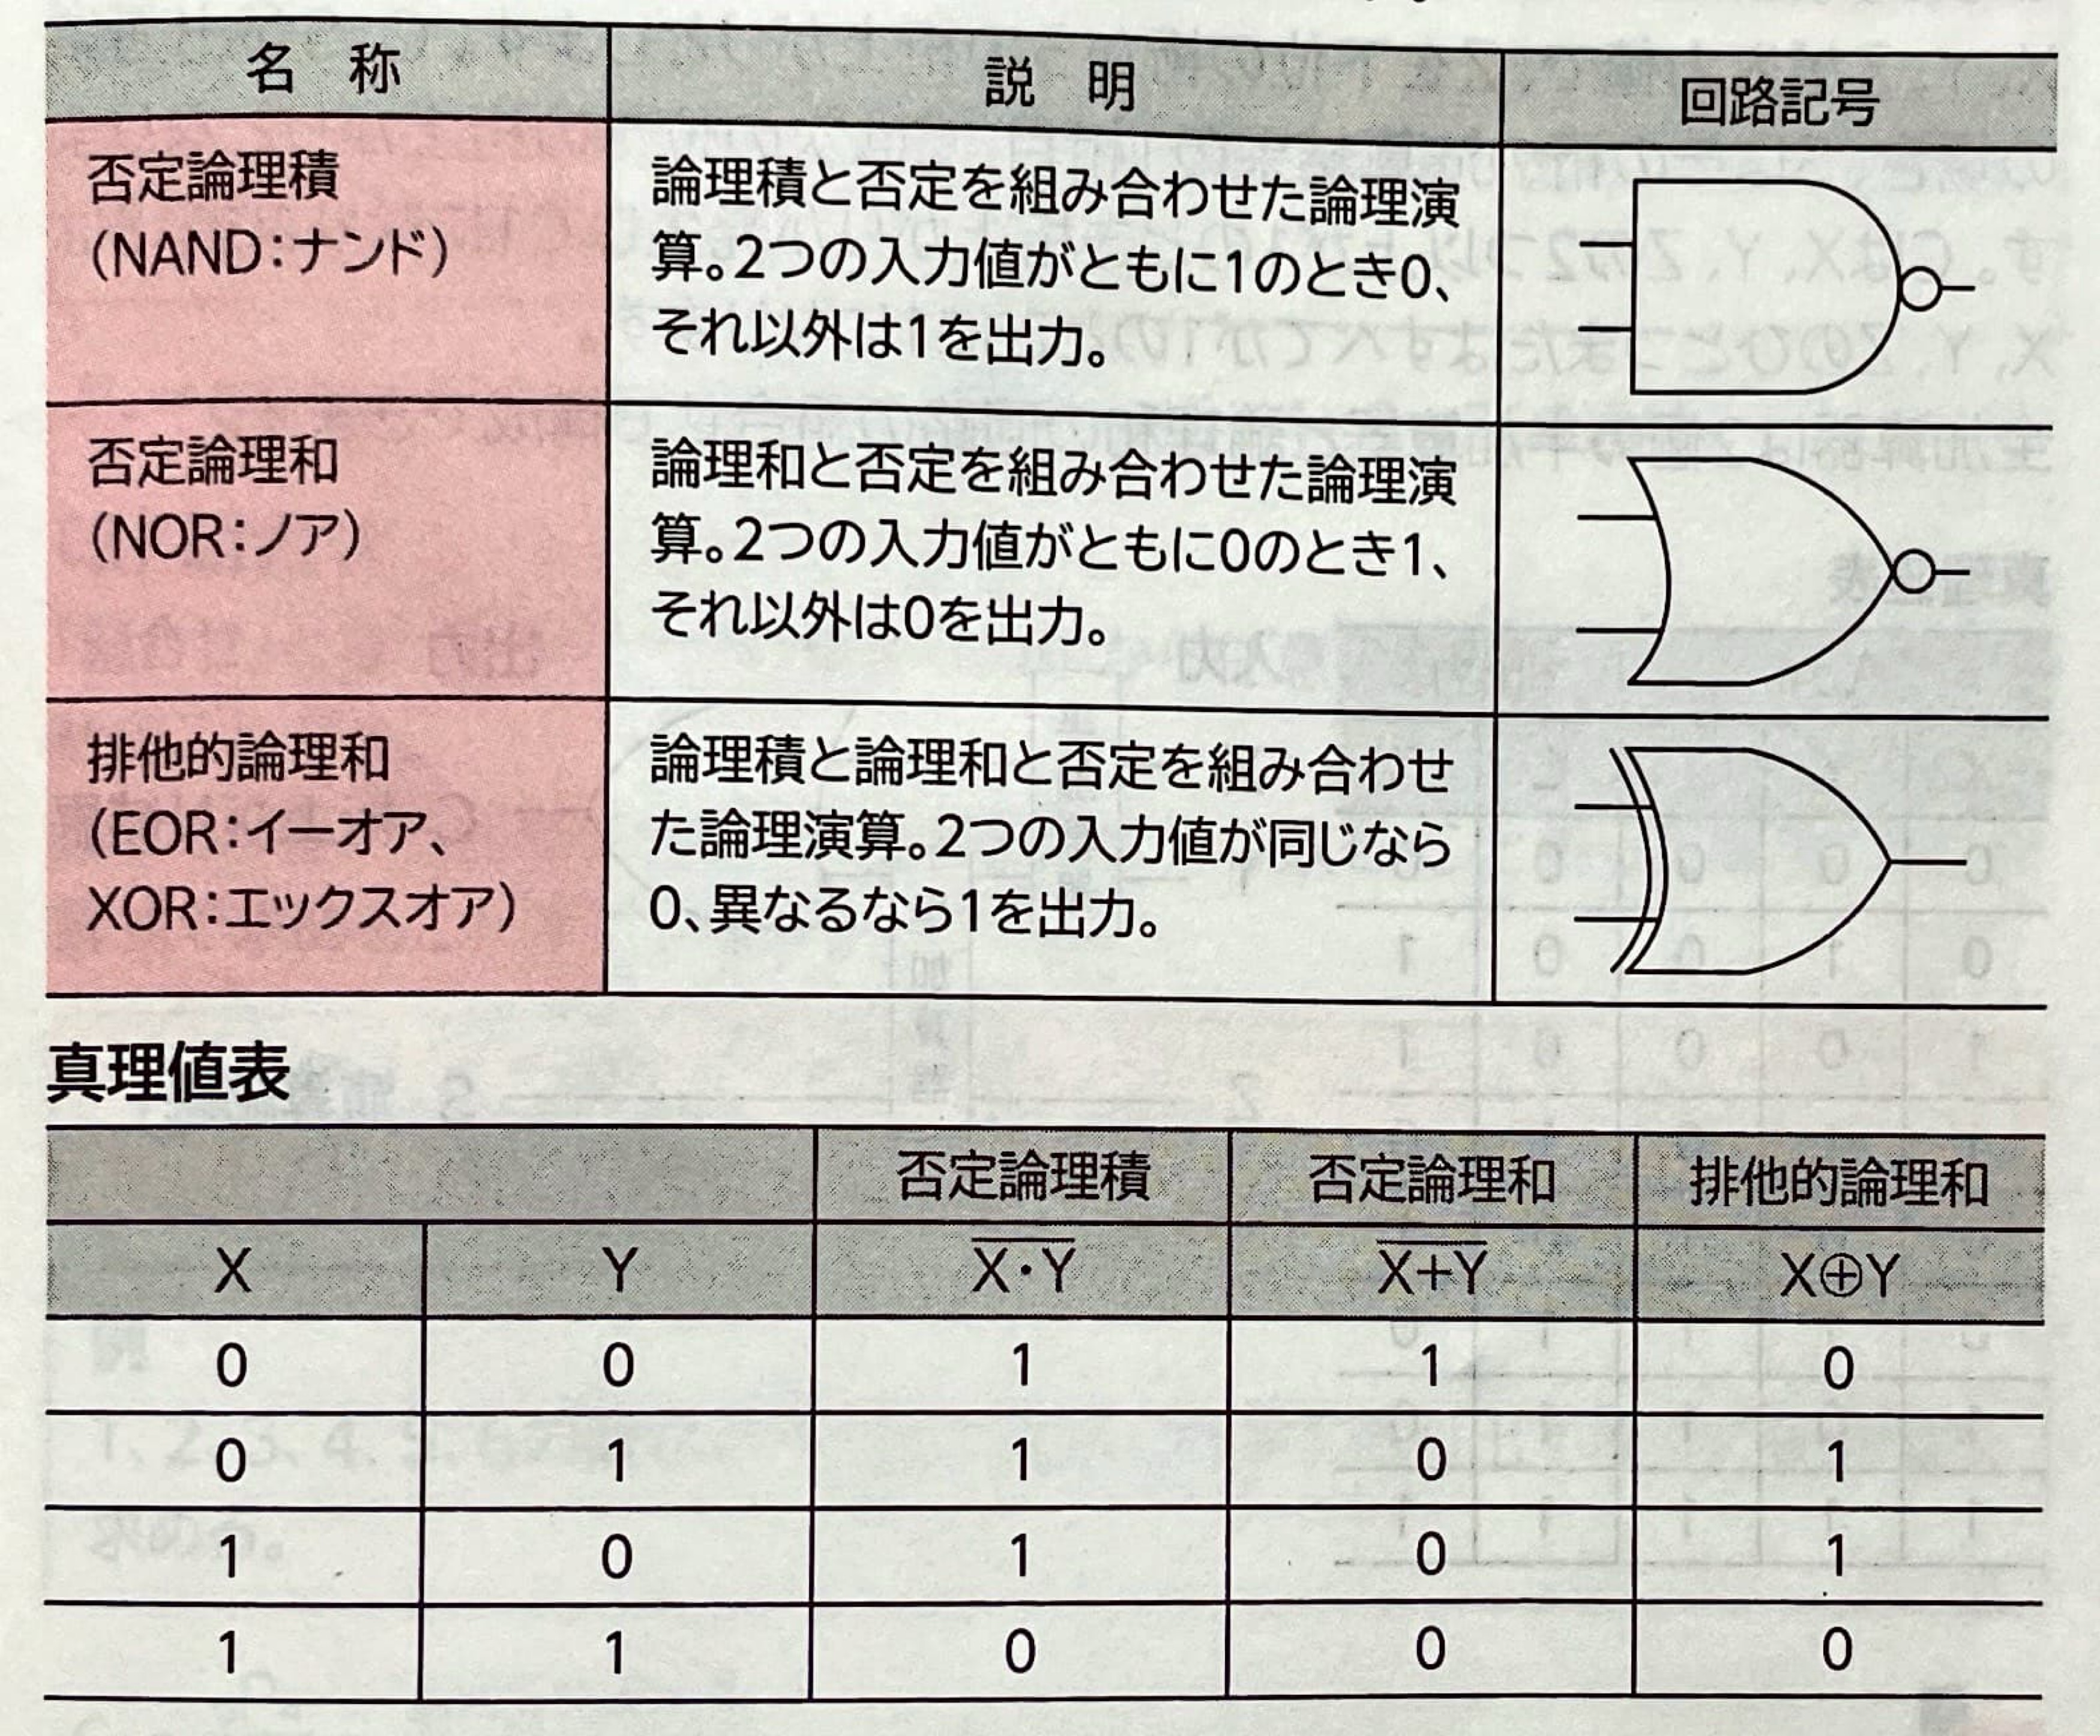 名 称
説 明
回路記号
否定論理積
(NAND:ナンド)
論理積と否定を組み合わせた論理演
算。2つの入力値がともに1のとき0、
それ以外は1を出力。
否定論理和
(NOR:ノア)
論理和と否定を組み合わせた論理演
算。2つの入力値がともに0のとき1、
それ以外は0を出力。
排他的論理和
(EOR:イーオア、
XOR:エックスオア)
論理積と論理和と否定を組み合わせ
た論理演算。2つの入力値が同じなら
0、異なるなら1を出力。
真理値表
否定論理積 否定論理和 排他的論理和
X Y X̅·̅Y̅ X̅+̅Y̅ X⊕Y
0 0 1 1 0
0 1 1 0 1
1 0 1 0 1
1 1 0 0 0